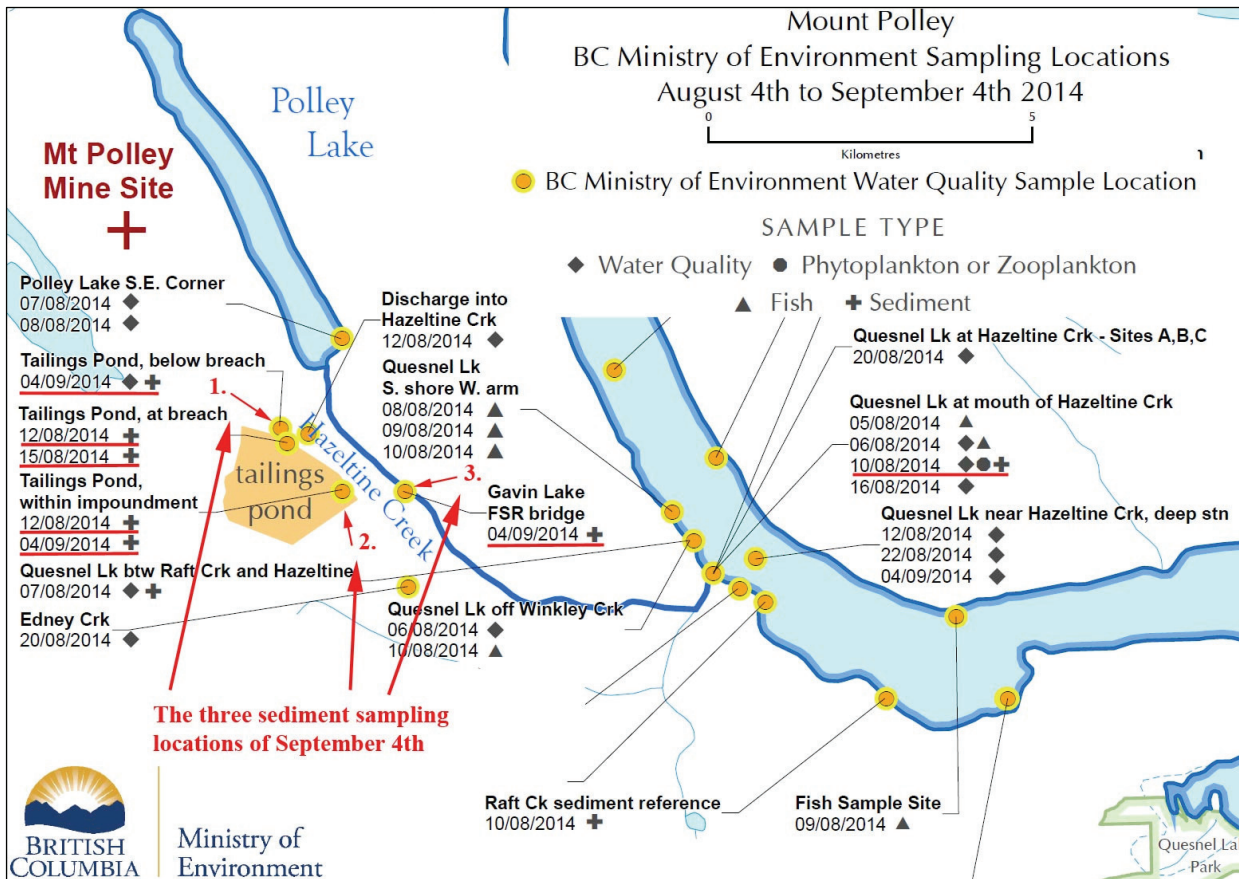 Mount Polley
BC Ministry of Environment Sampling Locations
August 4th to September 4th 2014
0 5
Kilometres
BC Ministry of Environment Water Quality Sample Location
SAMPLE TYPE
◆ Water Quality ● Phytoplankton or Zooplankton
▲ Fish ✚ Sediment
Polley
Lake
Mt Polley
Mine Site
Polley Lake S.E. Corner
07/08/2014 ◆
08/08/2014 ◆
Tailings Pond, below breach
04/09/2014 ◆ ✚
Tailings Pond, at breach
12/08/2014 ✚
15/08/2014 ✚
Tailings Pond,
within impoundment
12/08/2014 ✚
04/09/2014 ✚
Quesnel Lk btw Raft Crk and Hazeltine
07/08/2014 ◆ ✚
Edney Crk
20/08/2014 ◆
1.
2.
3.
tailings
pond
Hazeltine Creek
Discharge into
Hazeltine Crk
12/08/2014 ◆
Quesnel Lk
S. shore W. arm
08/08/2014 ▲
09/08/2014 ▲
10/08/2014 ▲
Gavin Lake
FSR bridge
04/09/2014 ✚
Quesnel Lk off Winkley Crk
06/08/2014 ◆
10/08/2014 ▲
Quesnel Lk at Hazeltine Crk - Sites A,B,C
20/08/2014 ◆
Quesnel Lk at mouth of Hazeltine Crk
05/08/2014 ▲
06/08/2014 ◆ ▲
10/08/2014 ◆ ● ✚
16/08/2014 ◆
Quesnel Lk near Hazeltine Crk, deep stn
12/08/2014 ◆
22/08/2014 ◆
04/09/2014 ◆
The three sediment sampling
locations of September 4th
Raft Ck sediment reference
10/08/2014 ✚
Fish Sample Site
09/08/2014 ▲
BRITISH
COLUMBIA
Ministry of
Environment
Quesnel
Park